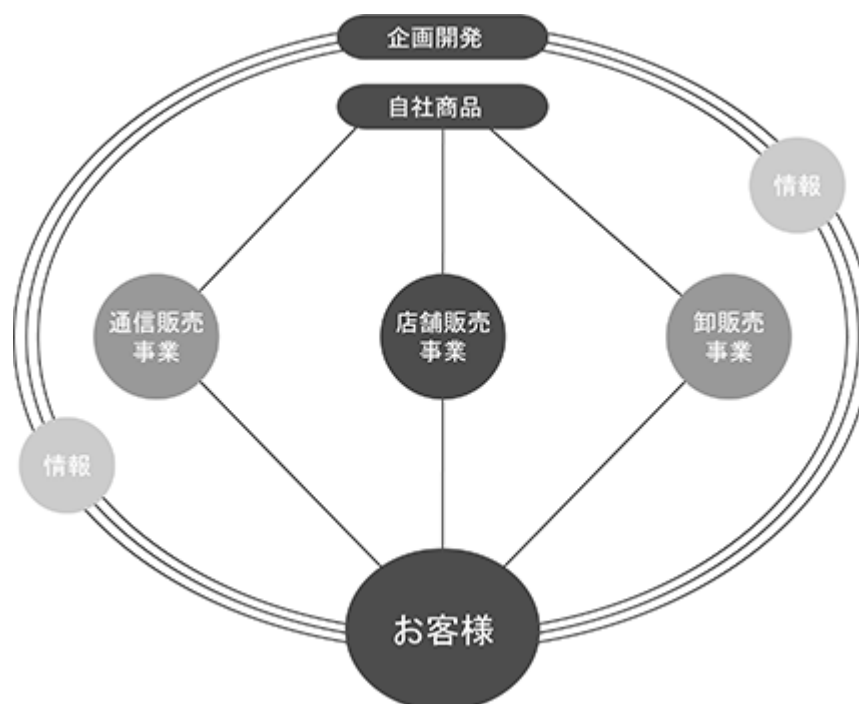 企画開発
自社商品
情報
通信販売
事業
店舗販売
事業
卸販売
事業
情報
お客様